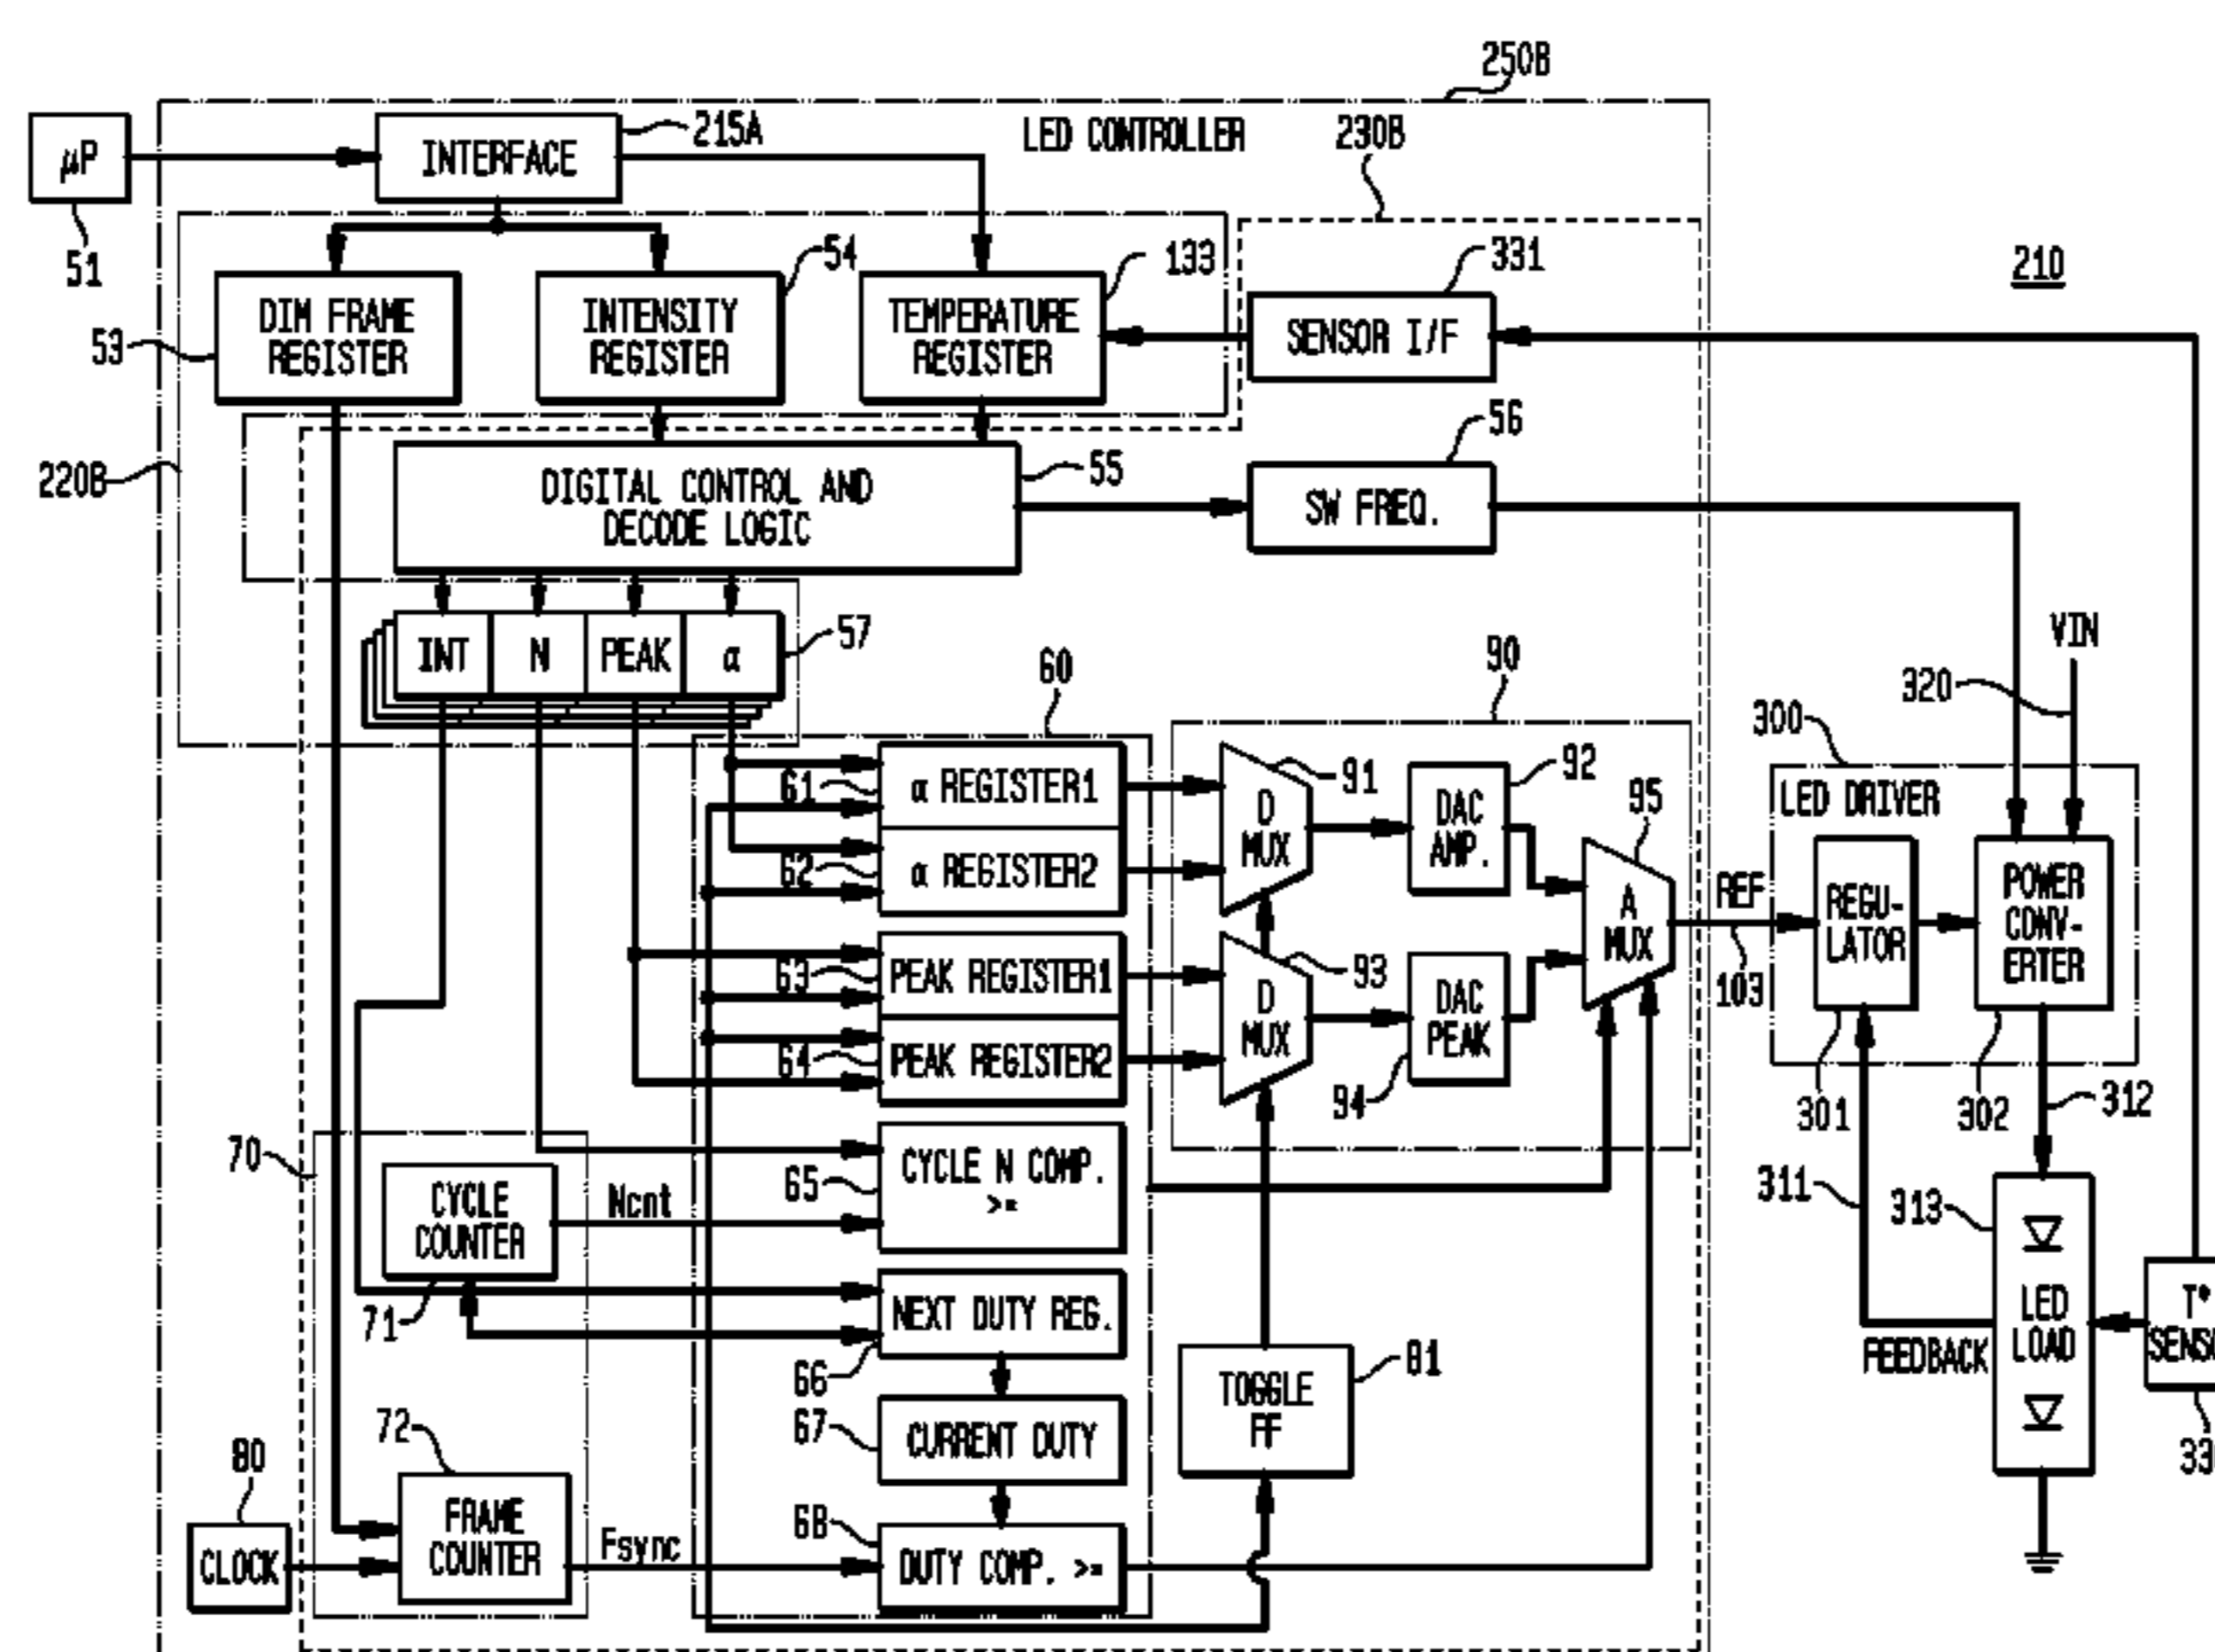 250B
µP
INTERFACE
215A
LED CONTROLLER
230B
51
54
133
331
210
DIM FRAME
REGISTER
INTENSITY
REGISTER
TEMPERATURE
REGISTER
SENSOR I/F
53
56
220B
DIGITAL CONTROL AND
DECODE LOGIC
55
SW FREQ.
INT
N
PEAK
α
57
60
90
VIN
320
300
61
α REGISTER1
62
α REGISTER2
D
MUX
91
DAC
AMP.
92
95
LED DRIVER
A
MUX
REF
103
REGU-
LATOR
POWER
CONV-
ERTER
63
PEAK REGISTER1
64
PEAK REGISTER2
D
MUX
93
DAC
PEAK
94
301
302
312
70
CYCLE
COUNTER
71
Ncnt
65
CYCLE N COMP.
>=
311
313
NEXT DUTY REG.
66
LED
LOAD
T°
FEEDBACK
TOGGLE
FF
81
72
67
CURRENT DUTY
80
CLOCK
FRAME
COUNTER
Fsync
68
DUTY COMP. >=